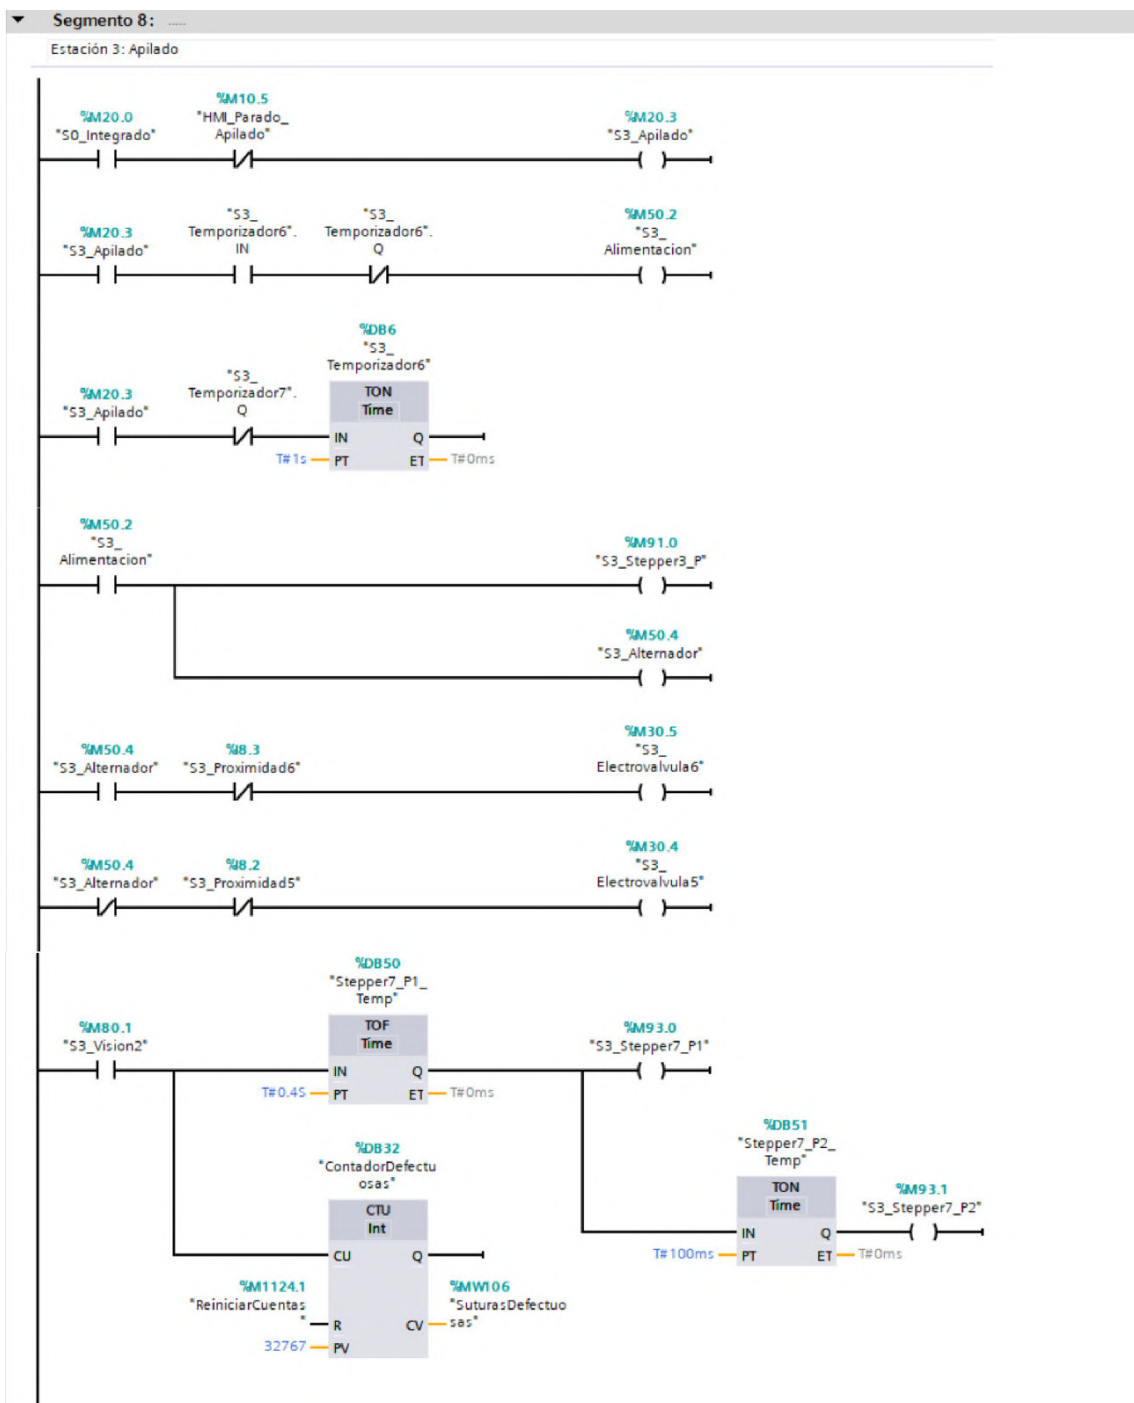 Segmento 8: .....
Estación 3: Apilado
%M20.0
"S0_Integrado"
%M10.5
"HMI_Parado_
Apilado"
%M20.3
"S3_Apilado"
%M20.3
"S3_Apilado"
"S3_
Temporizador6".
IN
"S3_
Temporizador6".
Q
%M50.2
"S3_
Alimentacion"
%M20.3
"S3_Apilado"
"S3_
Temporizador7".
Q
%DB6
"S3_
Temporizador6"
TON
Time
IN Q
T#1s PT ET T#0ms
%M50.2
"S3_
Alimentacion"
%M91.0
"S3_Stepper3_P"
%M50.4
"S3_Alternador"
%M50.4
"S3_Alternador"
%I8.3
"S3_Proximidad6"
%M30.5
"S3_
Electrovalvula6"
%M50.4
"S3_Alternador"
%I8.2
"S3_Proximidad5"
%M30.4
"S3_
Electrovalvula5"
%M80.1
"S3_Vision2"
%DB50
"Stepper7_P1_
Temp"
TOF
Time
IN Q
T#0.4S PT ET T#0ms
%M93.0
"S3_Stepper7_P1"
%DB51
"Stepper7_P2_
Temp"
TON
Time
IN Q
T#100ms PT ET T#0ms
%M93.1
"S3_Stepper7_P2"
%DB32
"ContadorDefectu
osas"
CTU
Int
CU Q
%M1124.1
"ReiniciarCuentas
"
R
%MW106
"SuturasDefectuo
sas"
CV
32767 PV